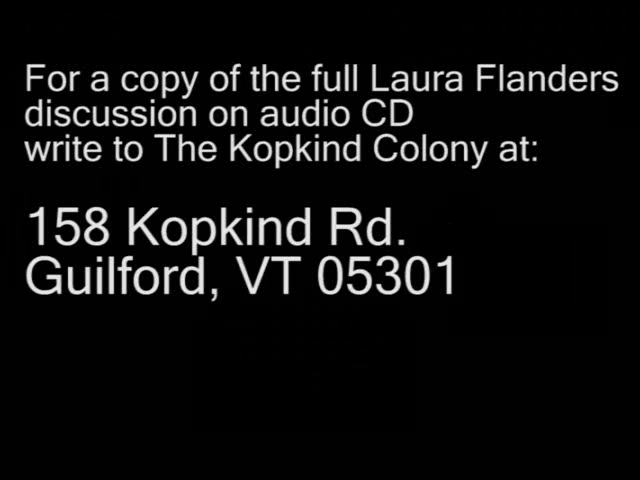 For a copy of the full Laura Flanders
discussion on audio CD
write to The Kopkind Colony at:
158 Kopkind Rd.
Guilford, VT 05301